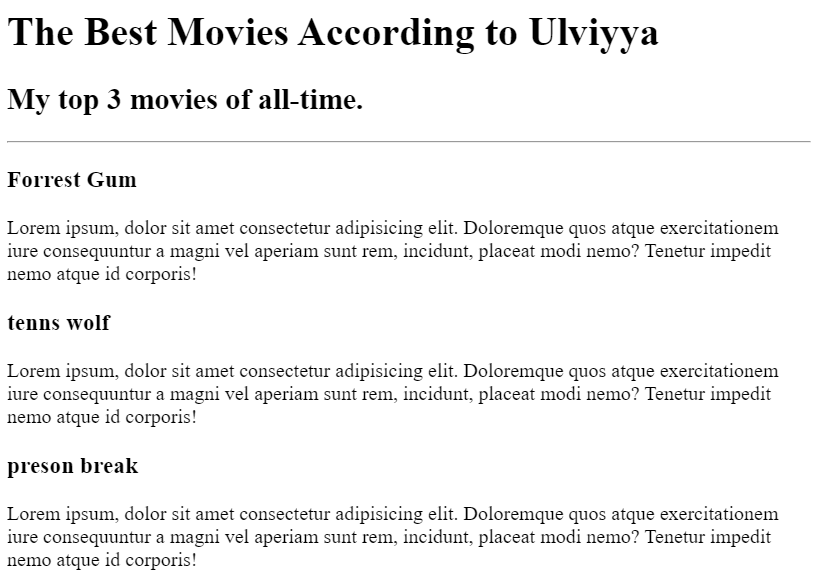 The Best Movies According to Ulviyya
My top 3 movies of all-time.
Forrest Gum
Lorem ipsum, dolor sit amet consectetur adipisicing elit. Doloremque quos atque exercitationem
iure consequuntur a magni vel aperiam sunt rem, incidunt, placeat modi nemo? Tenetur impedit
nemo atque id corporis!
tenns wolf
Lorem ipsum, dolor sit amet consectetur adipisicing elit. Doloremque quos atque exercitationem
iure consequuntur a magni vel aperiam sunt rem, incidunt, placeat modi nemo? Tenetur impedit
nemo atque id corporis!
preson break
Lorem ipsum, dolor sit amet consectetur adipisicing elit. Doloremque quos atque exercitationem
iure consequuntur a magni vel aperiam sunt rem, incidunt, placeat modi nemo? Tenetur impedit
nemo atque id corporis!